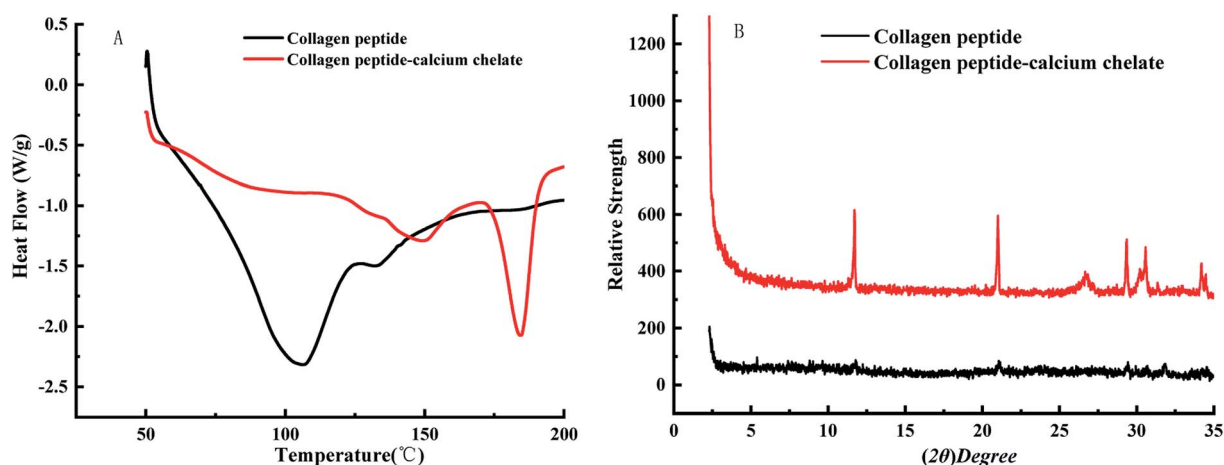 A
Collagen peptide
Collagen peptide-calcium chelate
0.5
0.0
-0.5
-1.0
-1.5
-2.0
-2.5
Heat Flow (W/g)
50
100
150
200
Temperature(℃)
B
Collagen peptide
Collagen peptide-calcium chelate
1200
1000
800
600
400
200
0
Relative Strength
0
5
10
15
20
25
30
35
(2θ)Degree